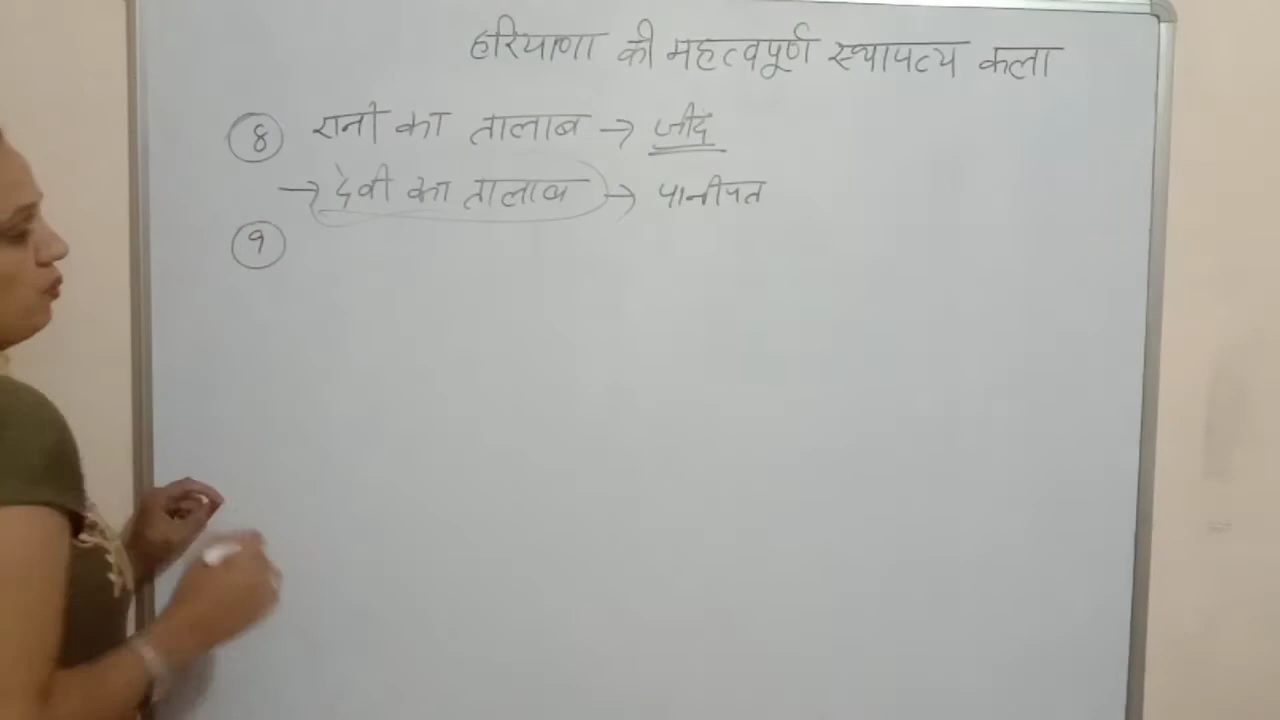 हरियाणा की महत्वपूर्ण स्थापत्य कला
8 रानी का तालाब → जींद
→ देवी का तालाब → पानीपत
9